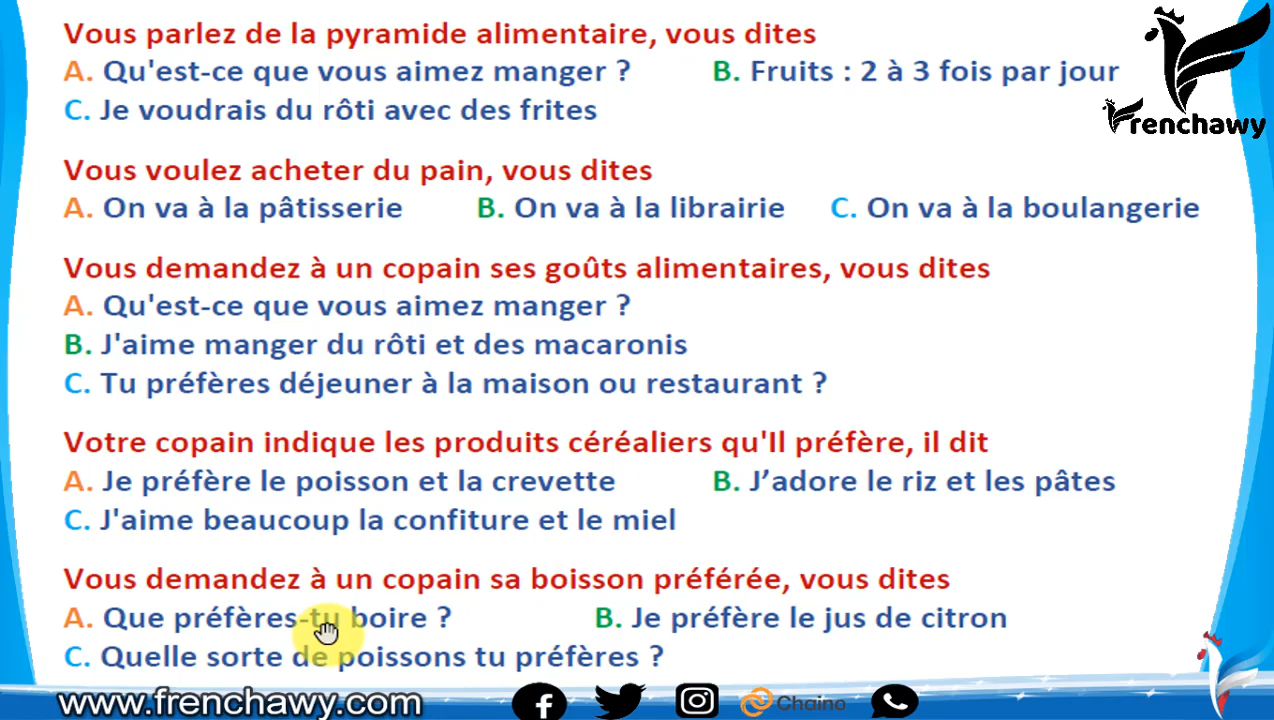 Vous parlez de la pyramide alimentaire, vous dites
A. Qu'est-ce que vous aimez manger ? B. Fruits : 2 à 3 fois par jour
C. Je voudrais du rôti avec des frites
Frenchawy
Vous voulez acheter du pain, vous dites
A. On va à la pâtisserie B. On va à la librairie C. On va à la boulangerie
Vous demandez à un copain ses goûts alimentaires, vous dites
A. Qu'est-ce que vous aimez manger ?
B. J'aime manger du rôti et des macaronis
C. Tu préfères déjeuner à la maison ou restaurant ?
Votre copain indique les produits céréaliers qu'Il préfère, il dit
A. Je préfère le poisson et la crevette B. J’adore le riz et les pâtes
C. J'aime beaucoup la confiture et le miel
Vous demandez à un copain sa boisson préférée, vous dites
A. Que préfères-tu boire ? B. Je préfère le jus de citron
C. Quelle sorte de poissons tu préfères ?
www.frenchawy.com Chaino